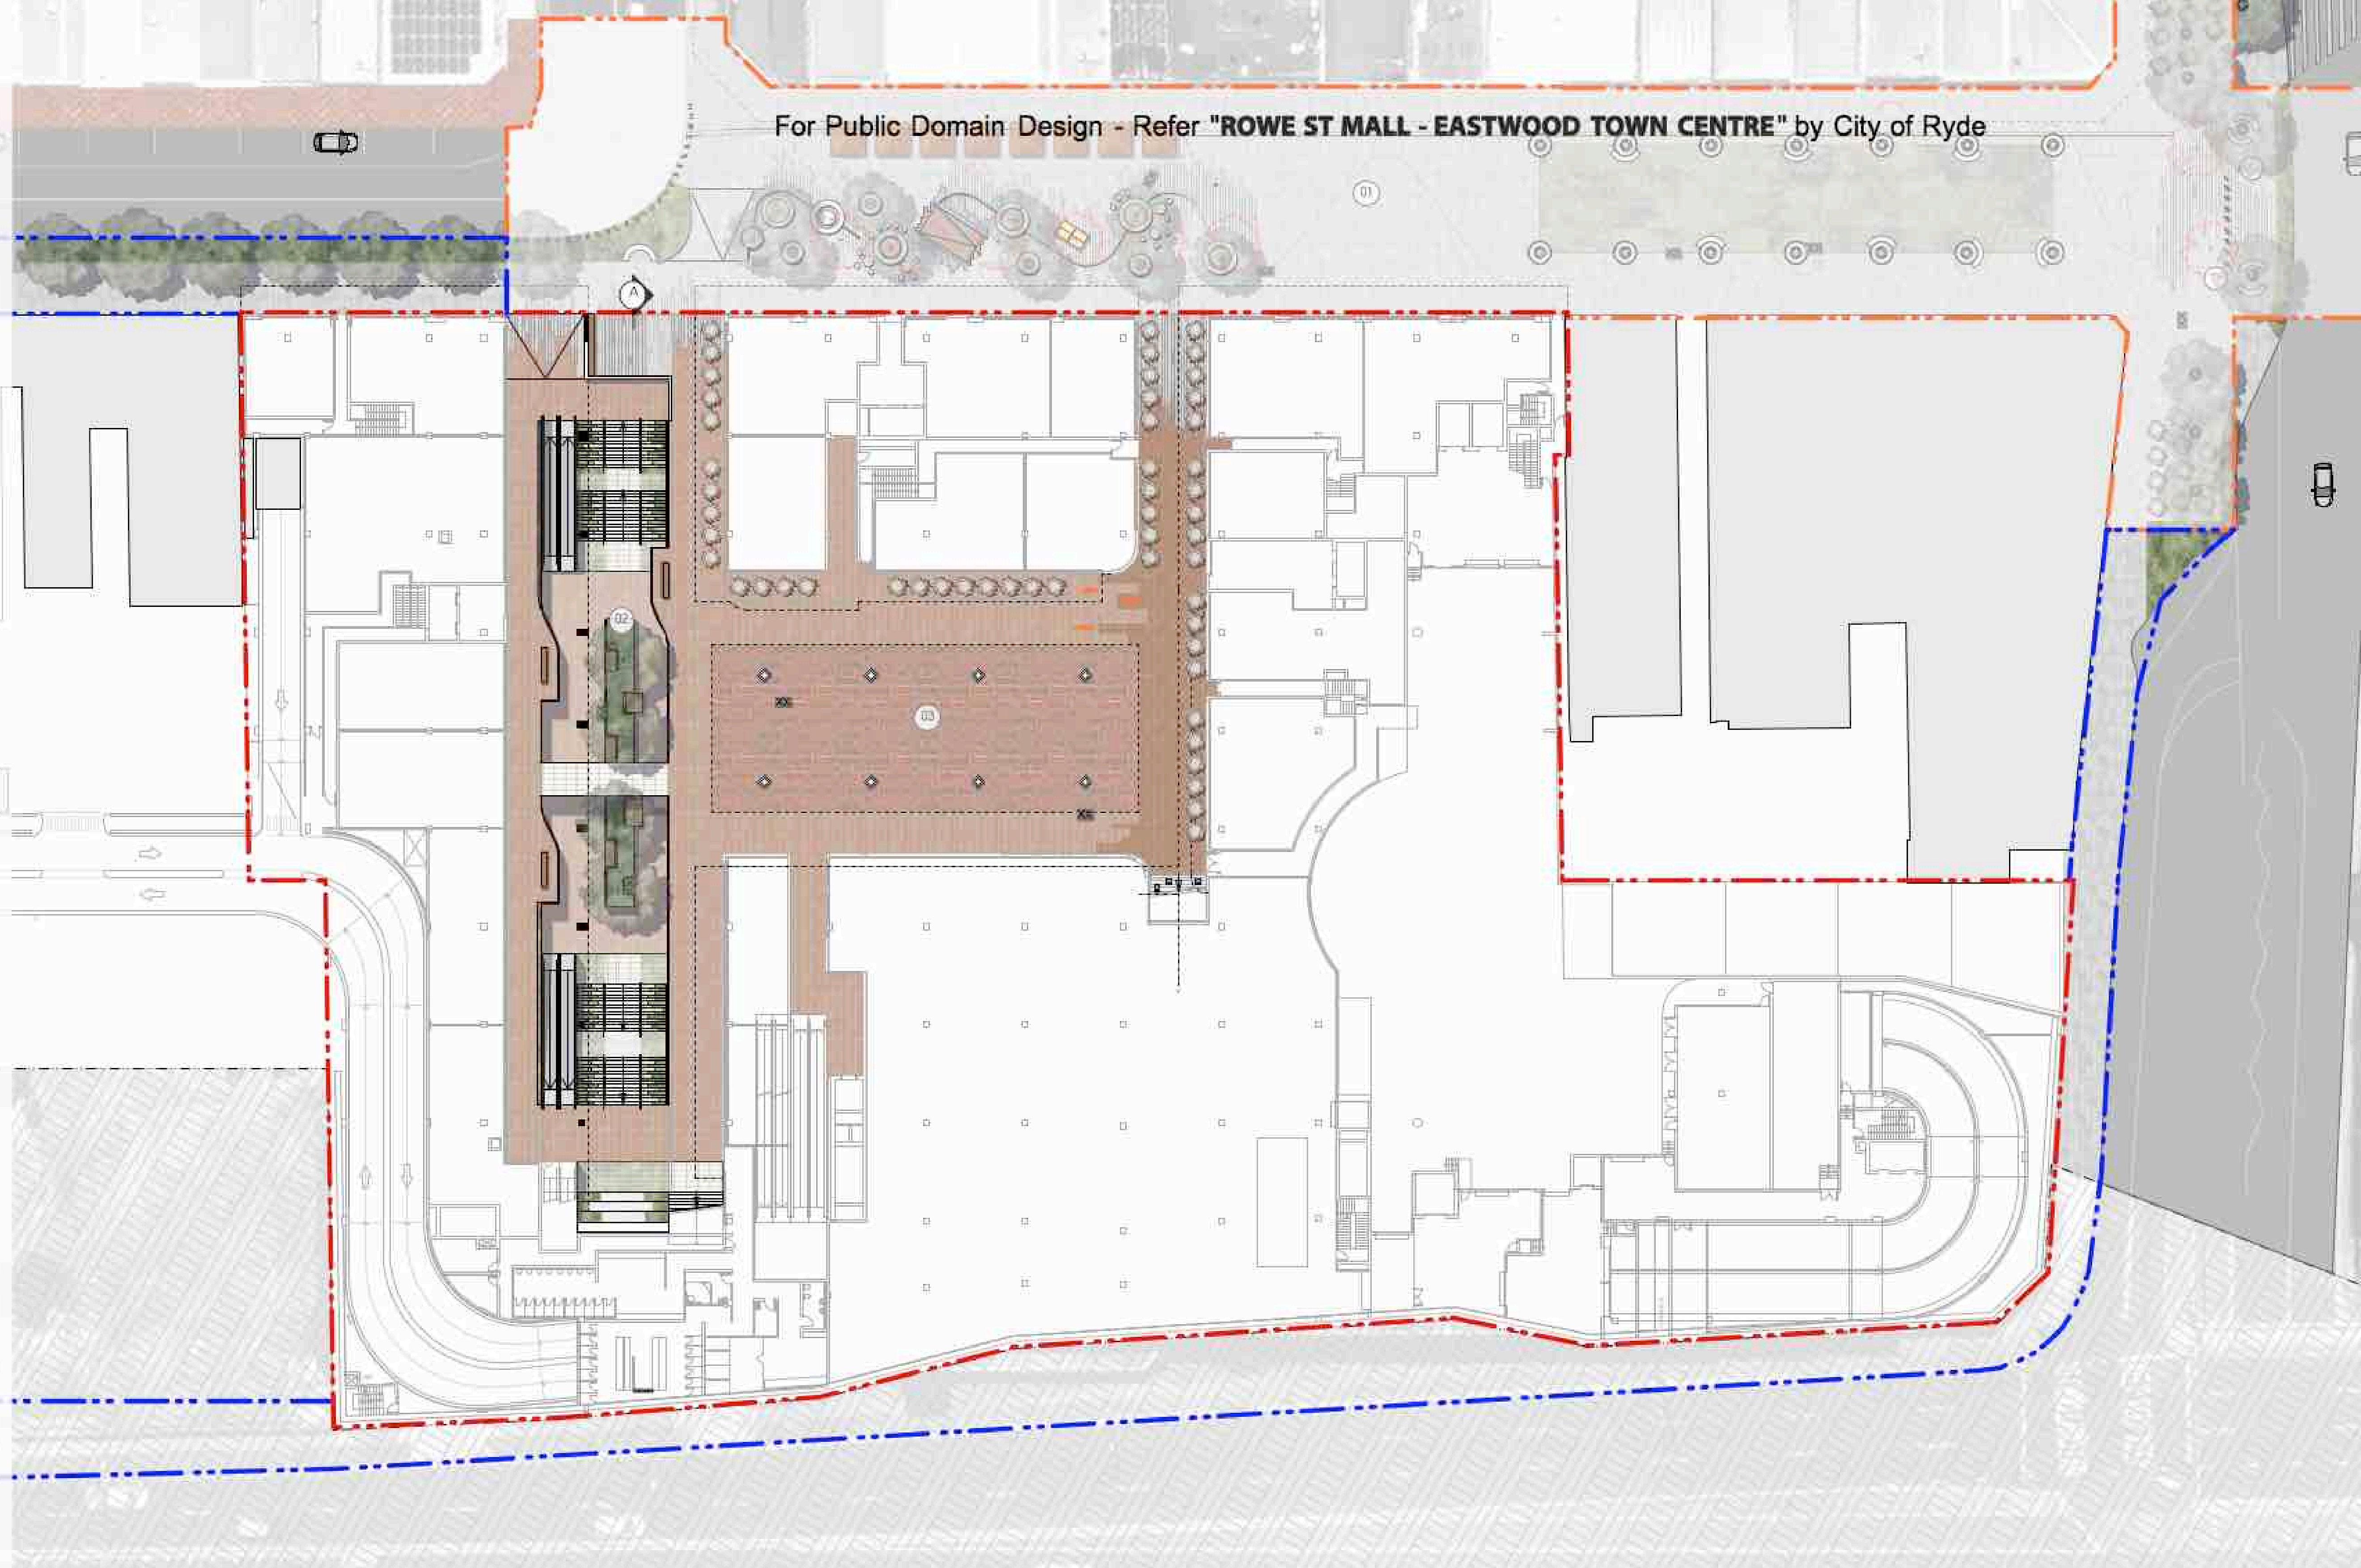 For Public Domain Design - Refer "ROWE ST MALL - EASTWOOD TOWN CENTRE" by City of Ryde
01
A
02
03